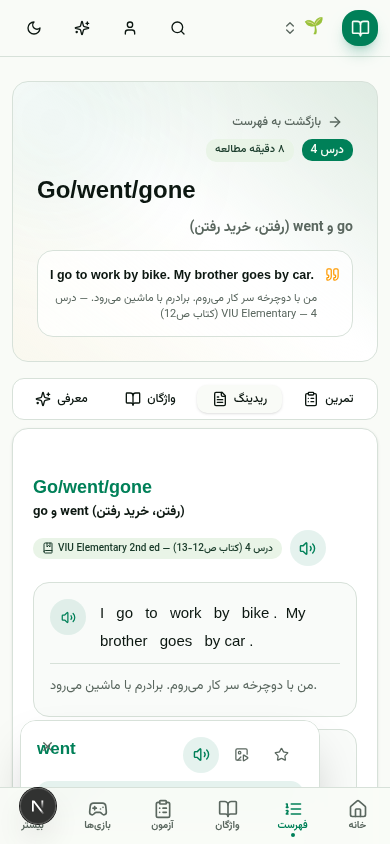 بازگشت به فهرست
درس 4
۸ دقیقه مطالعه
Go/went/gone
go و went (رفتن، خرید رفتن)
I go to work by bike. My brother goes by car.
من با دوچرخه سر کار می‌روم. برادرم با ماشین می‌رود. — درس
4 — VIU Elementary (کتاب ص12)
تمرین
ریدینگ
واژگان
معرفی
Go/went/gone
go و went (رفتن، خرید رفتن)
درس 4 (کتاب ص12-13) — VIU Elementary 2nd ed
I go to work by bike . My
brother goes by car .
من با دوچرخه سر کار می‌روم. برادرم با ماشین می‌رود.
went
خانه
فهرست
واژگان
آزمون
بازی‌ها
بیشتر
N